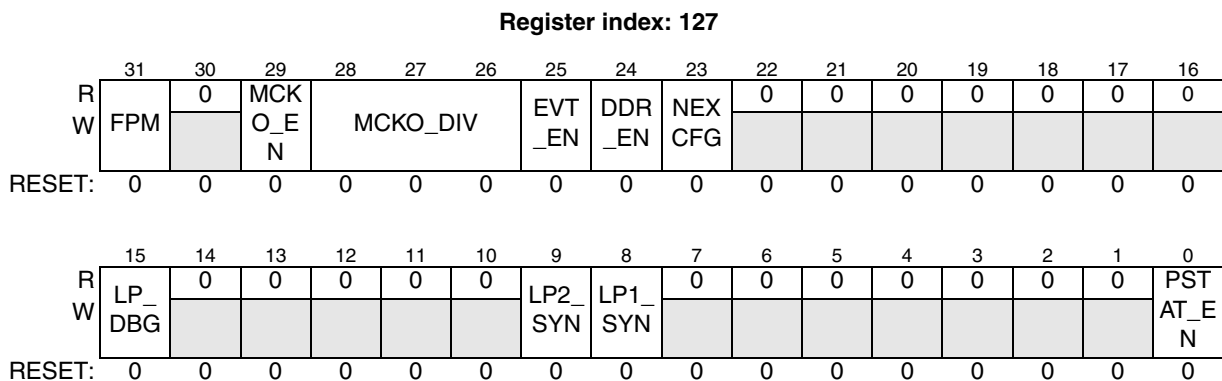 Register index: 127
31 30 29 28 27 26 25 24 23 22 21 20 19 18 17 16
R FPM 0 MCK O_E N MCKO_DIV EVT _EN DDR _EN NEX CFG 0 0 0 0 0 0 0
W
RESET: 0 0 0 0 0 0 0 0 0 0 0 0 0 0 0 0
15 14 13 12 11 10 9 8 7 6 5 4 3 2 1 0
R LP_ DBG 0 0 0 0 0 LP2_ SYN LP1_ SYN 0 0 0 0 0 0 0 PST AT_E N
W
RESET: 0 0 0 0 0 0 0 0 0 0 0 0 0 0 0 0